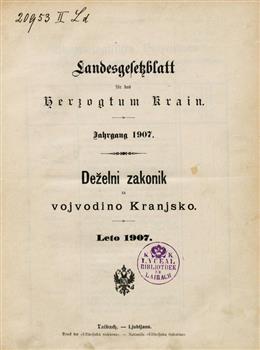 20953 II Ld
Landesgesetzblatt
für das
Herzogtum Krain.
Jahrgang 1907.
Deželni zakonik
za
vojvodino Kranjsko.
Leto 1907.
K K
LYCEAL
BIBLIOTHEK
IN
LAIBACH
Laibach. — Ljubljana.